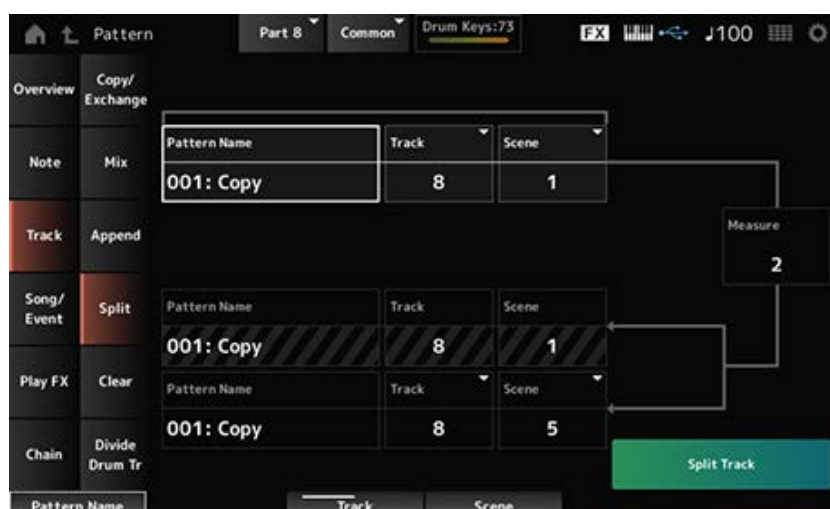 Pattern
Part 8
Common
Drum Keys:73
FX
♩100
Overview
Copy/
Exchange
Note
Mix
Track
Append
Song/
Event
Split
Play FX
Clear
Chain
Divide
Drum Tr
Pattern Name
Track
Scene
001: Copy
8
1
Measure
2
Pattern Name
Track
Scene
001: Copy
8
1
Pattern Name
Track
Scene
001: Copy
8
5
Split Track
Pattern Name
Track
Scene